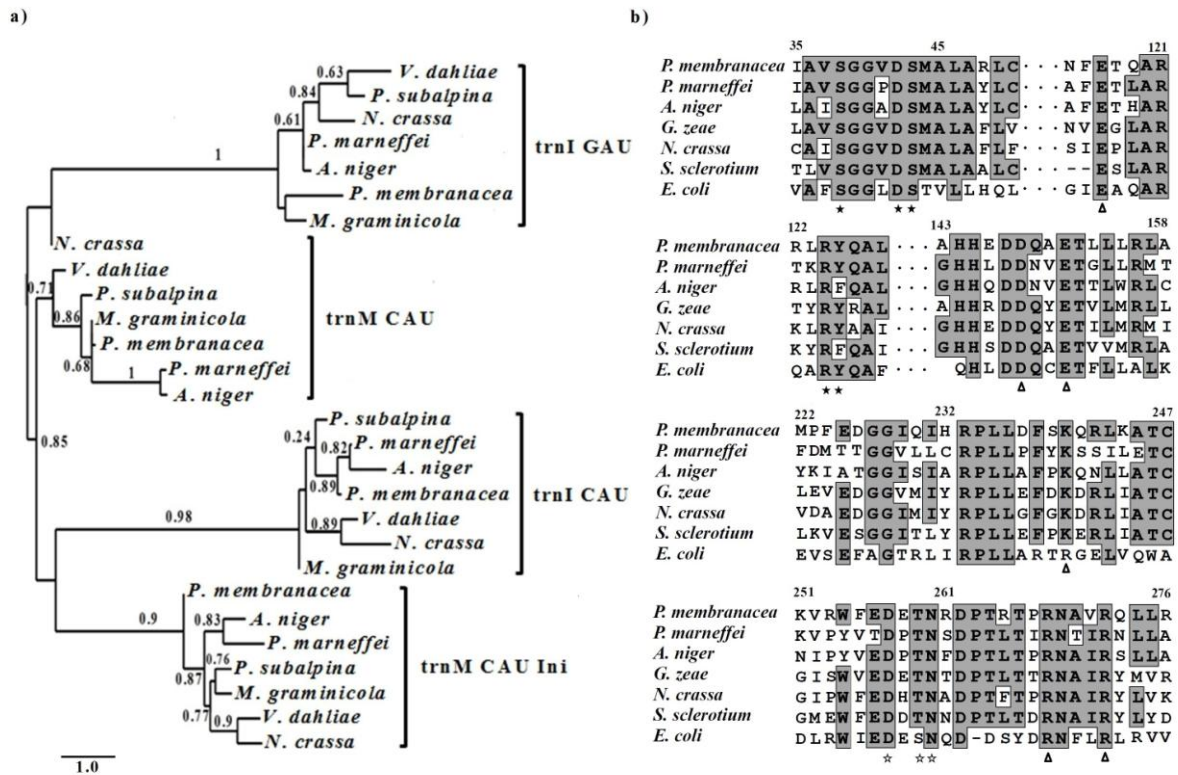 a)
0.63
V. dahliae
P. subalpina
0.84
N. crassa
0.61
P. marneffei
A. niger
1
P. membranacea
M. graminicola
trnI GAU
N. crassa
V. dahliae
0.71
P. subalpina
0.86
M. graminicola
P. membranacea
0.68
P. marneffei
1
A. niger
trnM CAU
0.85
P. subalpina
0.24
P. marneffei
0.82
A. niger
0.89
P. membranacea
V. dahliae
0.89
N. crassa
0.98
M. graminicola
trnI CAU
P. membranacea
0.9
A. niger
0.83
P. marneffei
0.76
P. subalpina
0.87
M. graminicola
0.77
V. dahliae
0.9
N. crassa
trnM CAU Ini
1.0
b)
35 45 121
P. membranacea IAVSGGVDSMALARLC···NFETQAR
P. marneffei IAVSGGPDSMALAYLC···AFETLAR
A. niger LAISGGADSMALAYLC···AFETHAR
G. zeae LAVSGGVDSMALAFLV···NVEGLAR
N. crassa CAISGGVDSMALAFLF···SIEPLAR
S. sclerotium TLVSGGVDSMALAALC···--ESLAR
E. coli VAFSGGLDSTVLLHQL···GIEAQAR
★ ★★ Δ
122 143 158
P. membranacea RLRYQAL···AHHEDDQAETLLLRLA
P. marneffei TKRYQAL···GHHLDDNVETGLLRMT
A. niger RLRFQAL···GHHQDDNVETTLWRLC
G. zeae TYRYRAL···AHHRDDQYETVLMRLL
N. crassa KLRYAAI···GHHEDDQYETILMRMI
S. sclerotium KYRFQAI···GHHSDDQAETVVMRLA
E. coli QARYQAL··· QHLDDQCETFLLALK
★★ Δ Δ
222 232 247
P. membranacea MPFEDGGIQIHRPLLDFSKQRLKATC
P. marneffei FDMTTGGVLLCRPLLPFYKSSILETC
A. niger YKIATGGISIARPLLAFPKQNLLATC
G. zeae LEVEDGGVMIYRPLLEFDKDRLIATC
N. crassa VDAEDGGIMIYRPLLGFGKDRLIATC
S. sclerotium LKVESGGITLYRPLLEFPKERLIATC
E. coli EVSEFAGTRLIRPLLARTRGELVQWA
Δ
251 261 276
P. membranacea KVRWFEDETNRDPTRTPRNAVRQLLR
P. marneffei KVPYVTDPTNSDPTLTIRNTIRNLLA
A. niger NIPYVEDPTNFDPTLTPRNAIRSLLA
G. zeae GISWVEDNTNTDPTLTTRNAIRYMVR
N. crassa GIPWFEDHTNADPTFTPRNAIRYLVK
S. sclerotium GMEWFEDDTNNDPTLTDRNAIRYLYD
E. coli DLRWIEDESNQD-DSYDRNFLRLRVV
☆ ☆☆ Δ Δ